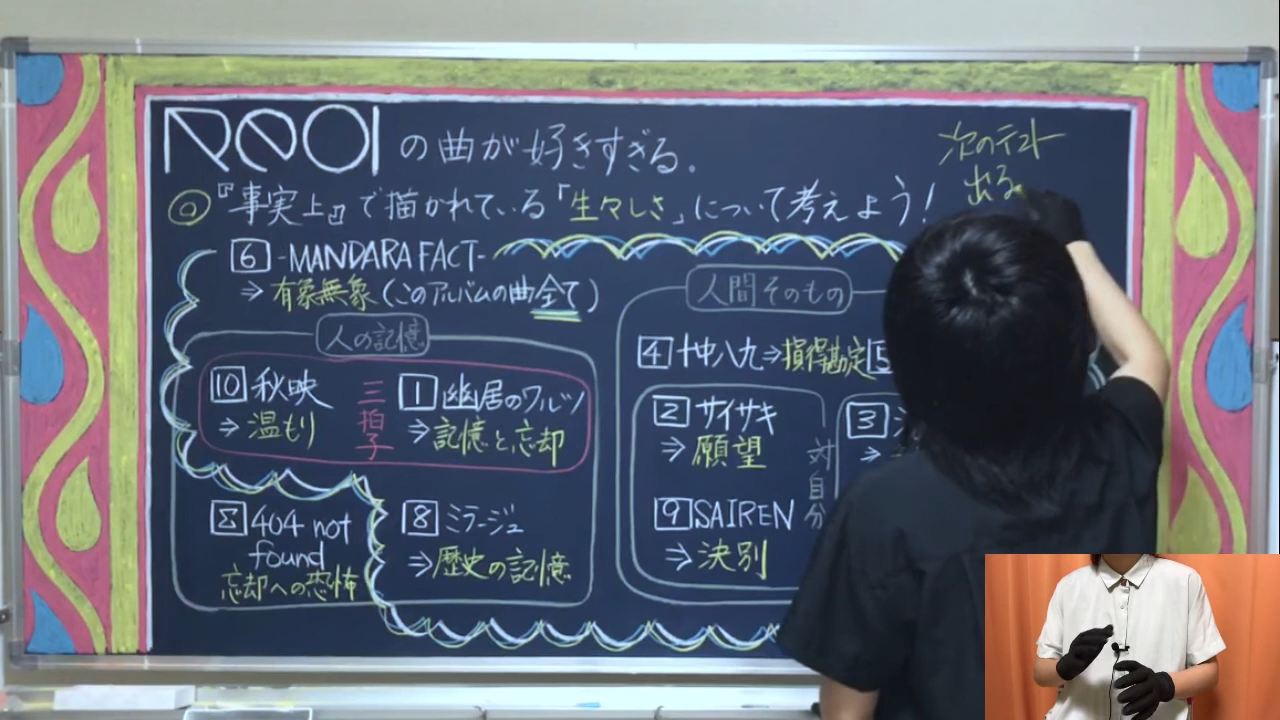 Reolの曲が好きすぎる.
次のテスト
出る
◎『事実上』で描かれている「生々しさ」について考えよう!
6 -MANDARA FACT-
⇒ 有象無象(このアルバムの曲全て)
人の記憶
10 秋映
⇒ 温もり
三拍子
1 幽居のワルツ
⇒ 記憶と忘却
Σ 404 not
found
忘却への恐怖
8 ミラージュ
⇒ 歴史の記憶
人間そのもの
4 十中八九⇒損得勘定 5
2 サイサキ
⇒ 願望
対自分
9 SAIREN
⇒ 決別
3
⇒